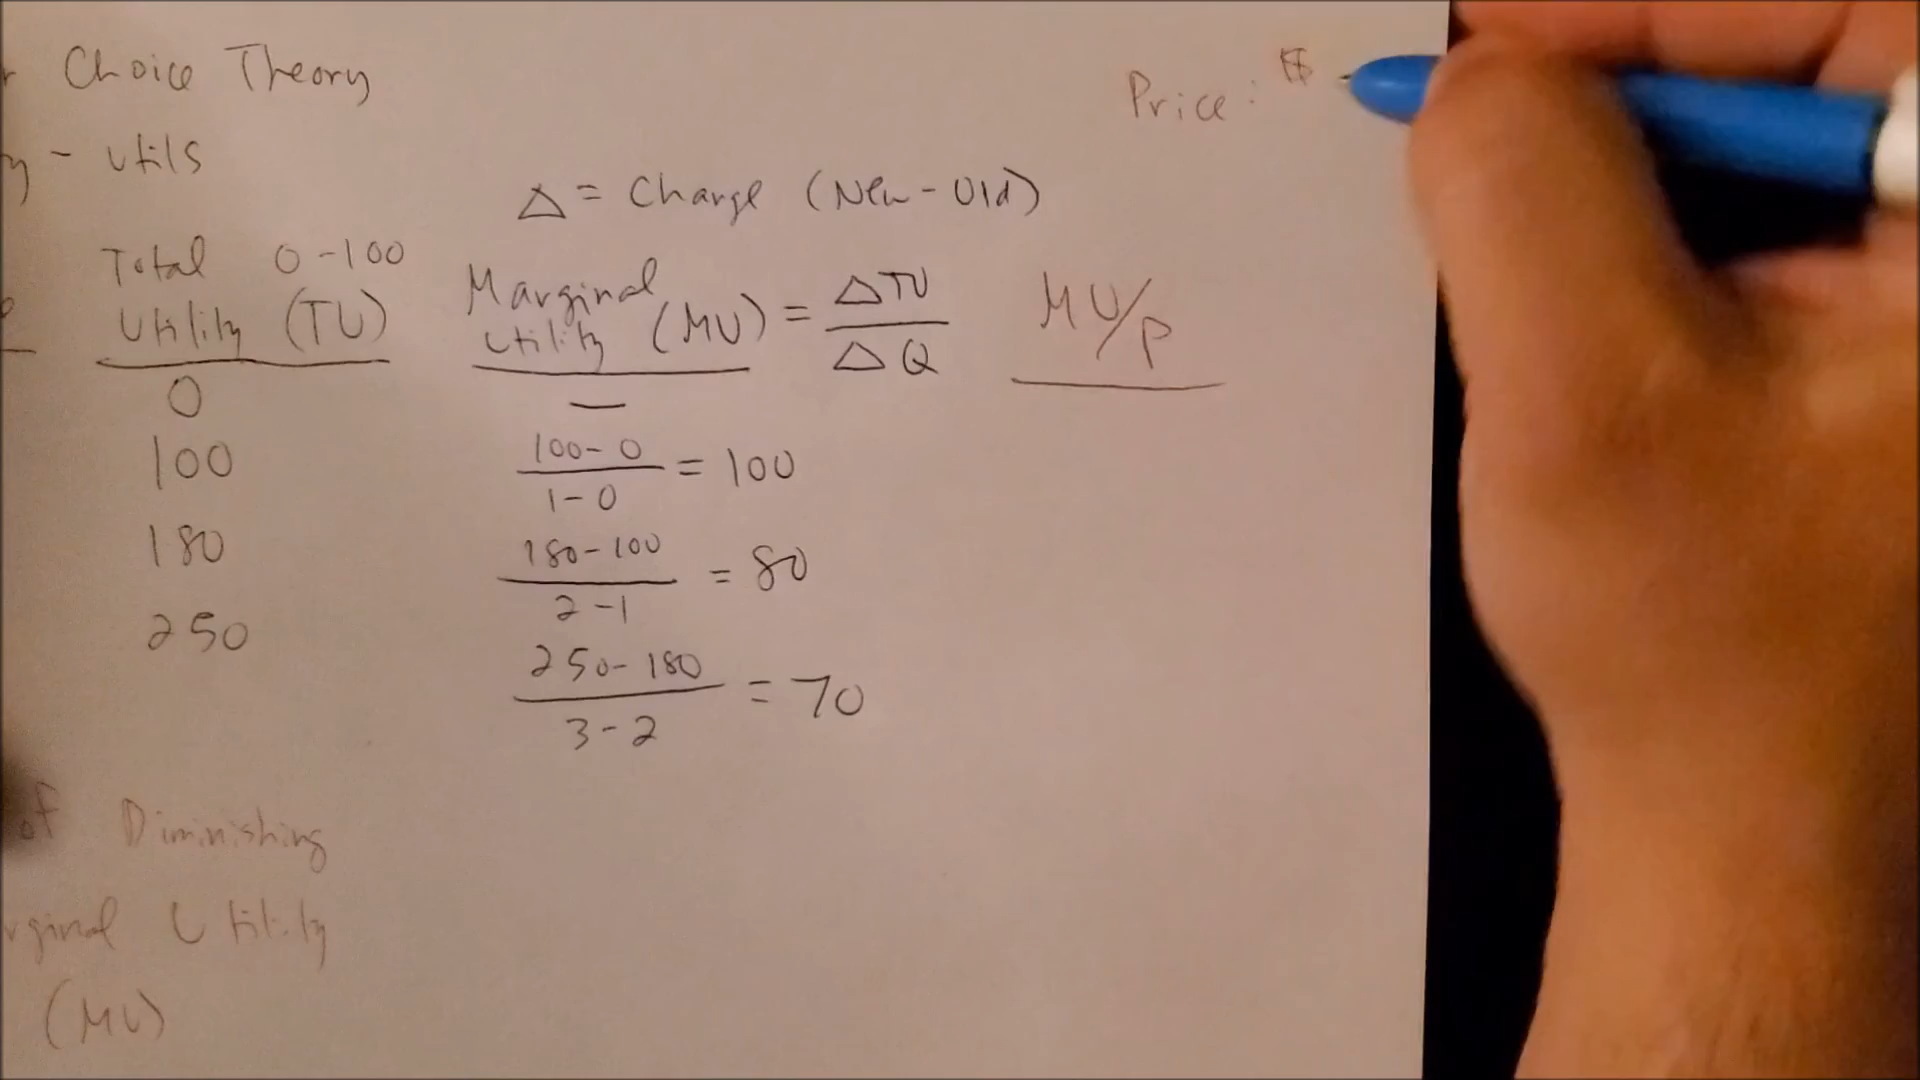 Choice Theory
Price: $
- utils
Δ = Change (New - Old)
Total 0-100
Utility (TU)
Marginal
Utility (MU) = ΔTU
ΔQ
MU/P
0
—
100
100-0
1-0
= 100
180
180-100
2-1
= 80
250
250-180
3-2
= 70
of Diminishing
Utility
(MU)